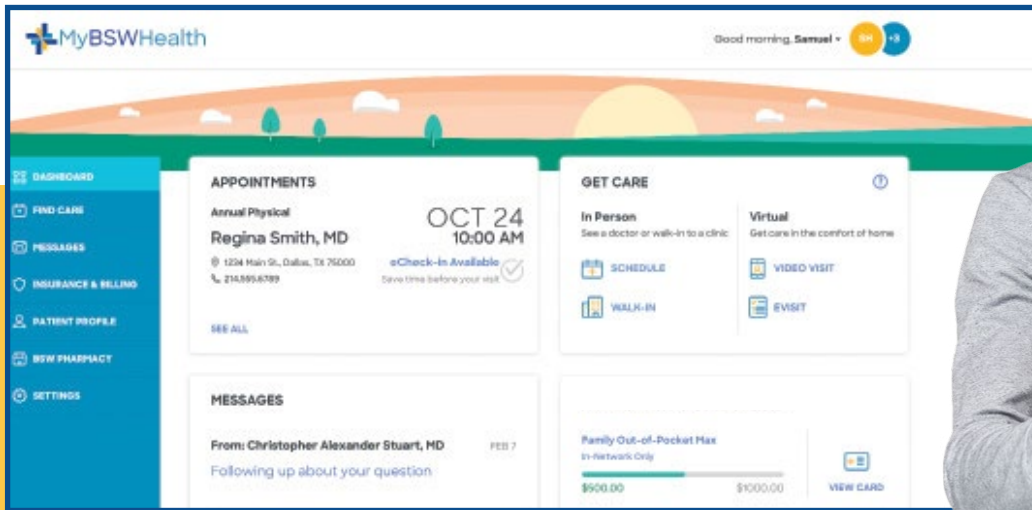 MyBSWHealth
Good morning, Samuel
SH
+3
DASHBOARD
FIND CARE
MESSAGES
INSURANCE & BILLING
PATIENT PROFILE
BSW PHARMACY
SETTINGS
APPOINTMENTS
Annual Physical
Regina Smith, MD
1234 Main St., Dallas, TX 75000
214.555.6789
OCT 24
10:00 AM
eCheck-in Available
Save time before your visit
SEE ALL
GET CARE
?
In Person
See a doctor or walk-in to a clinic
SCHEDULE
WALK-IN
Virtual
Get care in the comfort of home
VIDEO VISIT
EVISIT
MESSAGES
From: Christopher Alexander Stuart, MD FEB 7
Following up about your question
Family Out-of-Pocket Max
In-Network Only
$500.00 $1000.00
VIEW CARD